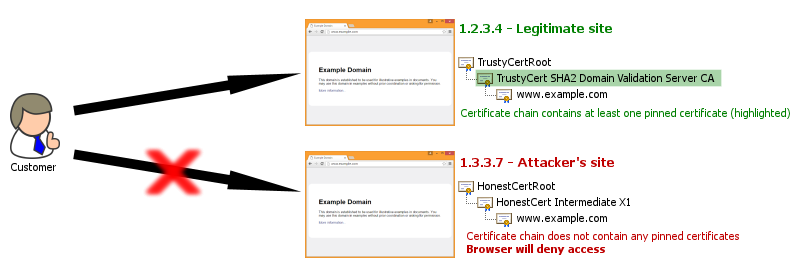 1.2.3.4 - Legitimate site
TrustyCertRoot
TrustyCert SHA2 Domain Validation Server CA
www.example.com
Certificate chain contains at least one pinned certificate (highlighted)
Example Domain
This domain is established to be used for illustrative examples in documents. You
may use this domain in examples without prior coordination or asking for permission.
More information...
Customer
1.3.3.7 - Attacker's site
HonestCertRoot
HonestCert Intermediate X1
www.example.com
Certificate chain does not contain any pinned certificates
Browser will deny access
Example Domain
This domain is established to be used for illustrative examples in documents. You
may use this domain in examples without prior coordination or asking for permission.
More information...